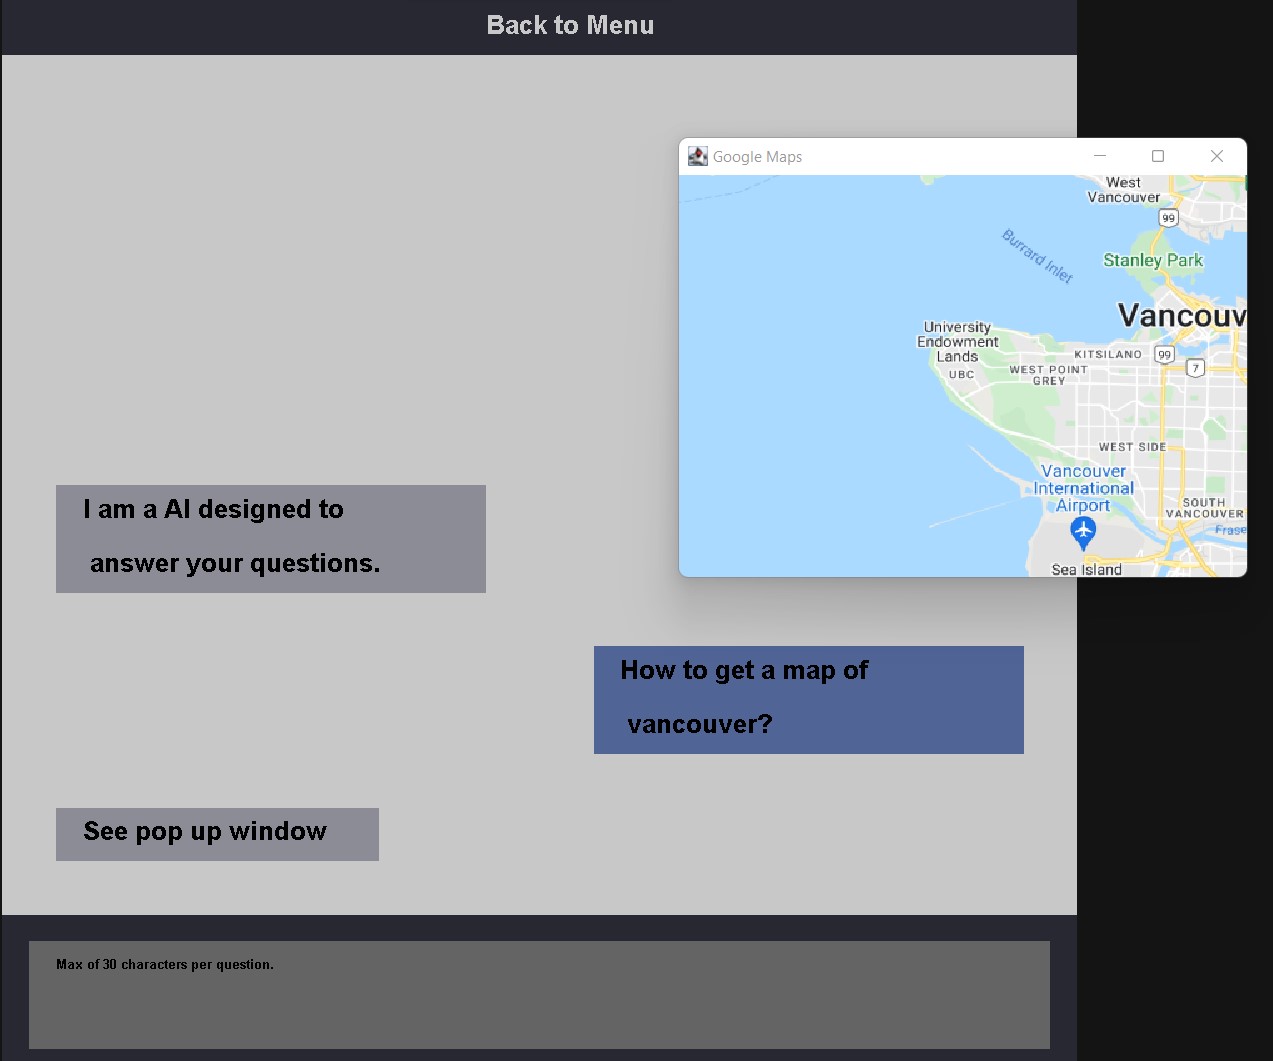 Back to Menu
Google Maps
West
Vancouver
99
Burrard Inlet
Stanley Park
Vancouv
University
Endowment
Lands
KITSILANO
99
UBC
WEST POINT
GREY
7
WEST SIDE
Vancouver
International
Airport
SOUTH
VANCOUVER
Frase
Sea Island
I am a AI designed to
answer your questions.
How to get a map of
vancouver?
See pop up window
Max of 30 characters per question.